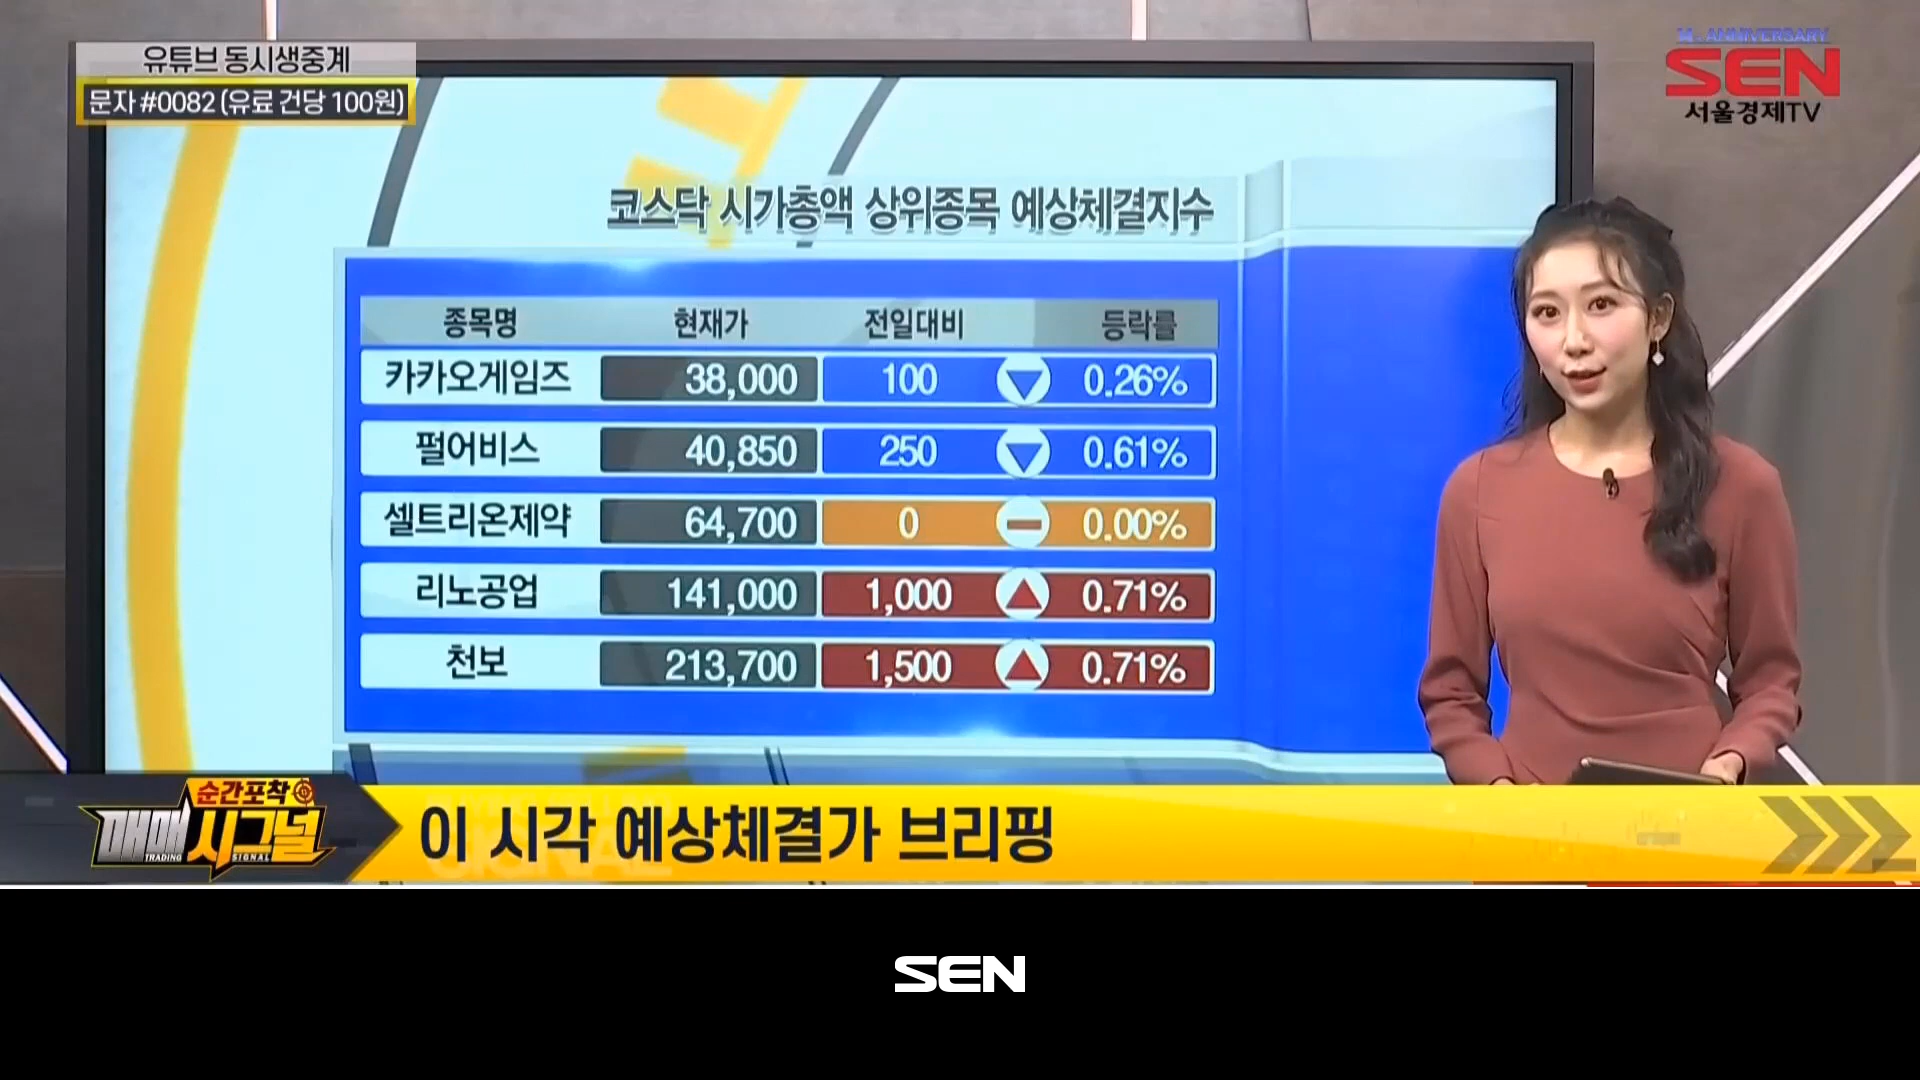 유튜브 동시생중계
문자 #0082 (유료 건당 100원)
14th ANNIVERSARY
SEN
서울경제TV
코스닥 시가총액 상위종목 예상체결지수
종목명 현재가 전일대비 등락률
카카오게임즈 38,000 100 ▼ 0.26%
펄어비스 40,850 250 ▼ 0.61%
셀트리온제약 64,700 0 - 0.00%
리노공업 141,000 1,000 ▲ 0.71%
천보 213,700 1,500 ▲ 0.71%
순간포착
매매 시그널
TRADING SIGNAL
이 시각 예상체결가 브리핑
SEN